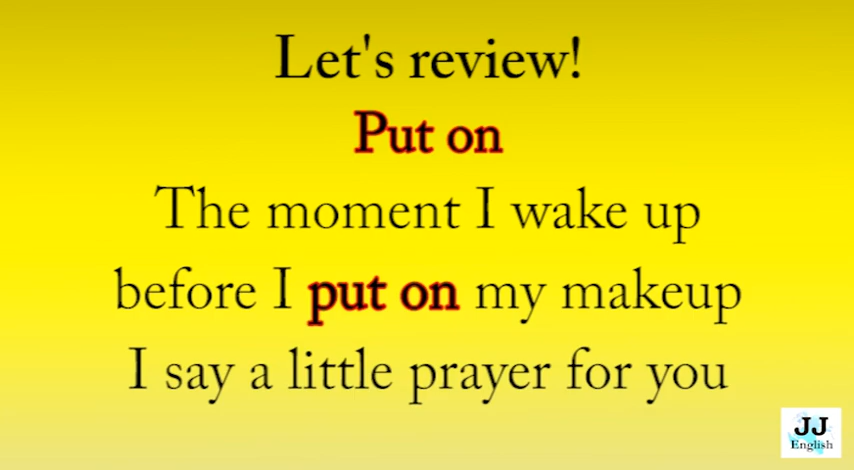 Let's review!
Put on
The moment I wake up
before I put on my makeup
I say a little prayer for you
JJ
English